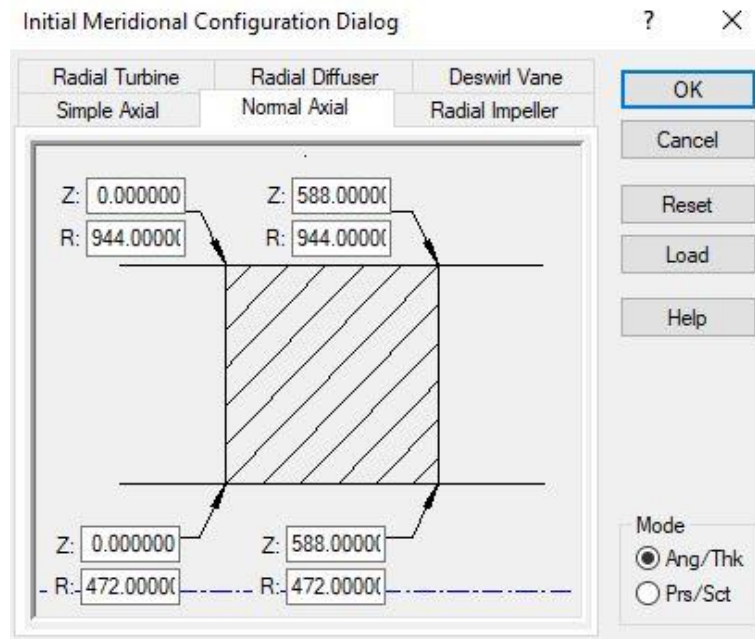 Initial Meridional Configuration Dialog ? ×
Radial Turbine Radial Diffuser Deswirl Vane
Simple Axial Normal Axial Radial Impeller
OK
Cancel
Reset
Load
Help
Z: 0.000000 Z: 588.0000(
R: 944.0000( R: 944.0000(
Z: 0.000000 Z: 588.0000(
R: 472.0000( R: 472.0000(
Mode
Ang/Thk
Prs/Sct